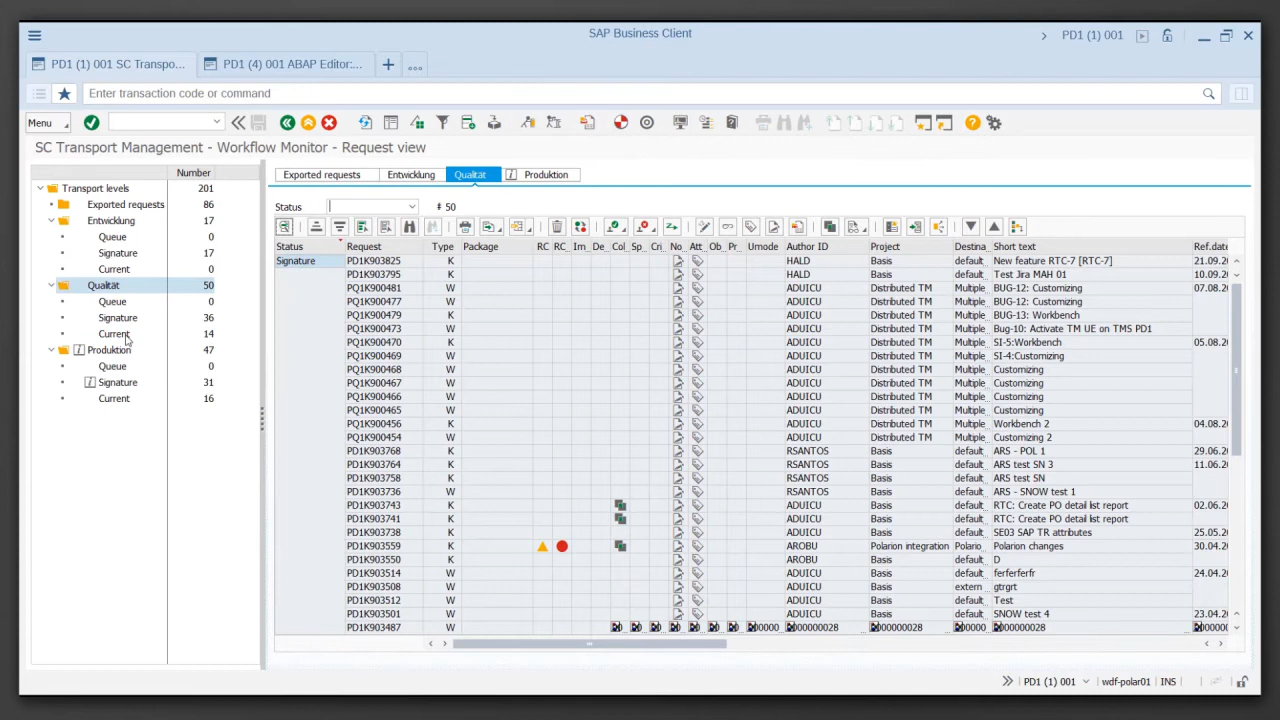 SAP Business Client
PD1 (1) 001
PD1 (1) 001 SC Transpo...
PD1 (4) 001 ABAP Editor:...
Enter transaction code or command
Menu
SC Transport Management - Workflow Monitor - Request view
Number
Transport levels 201
Exported requests 86
Entwicklung 17
Queue 0
Signature 17
Current 0
Qualität 50
Queue 0
Signature 36
Current 14
Produktion 47
Queue 0
Signature 31
Current 16
Exported requests Entwicklung Qualität Produktion
Status # 50
Status Request Type Package RC RC... Im De Col... Sp... Cri No... Att Ob Pr Umode Author ID Project Destina Short text Ref.date
Signature PD1K903825 K HALD Basis default New feature RTC-7 [RTC-7] 21.09.20
PD1K903795 K HALD Basis default Test Jira MAH 01 10.09.20
PQ1K900481 W ADUICU Distributed TM Multiple BUG-12: Customizing 07.08.20
PQ1K900477 W ADUICU Distributed TM Multiple BUG-12: Customizing
PQ1K900479 K ADUICU Distributed TM Multiple BUG-13: Workbench
PQ1K900473 W ADUICU Distributed TM Multiple Bug-10: Activate TM UE on TMS PD1
PQ1K900470 K ADUICU Distributed TM Multiple SI-5:Workbench 05.08.20
PQ1K900469 W ADUICU Distributed TM Multiple SI-4:Customizing
PQ1K900468 W ADUICU Distributed TM Multiple Customizing
PQ1K900467 W ADUICU Distributed TM Multiple Customizing
PQ1K900466 W ADUICU Distributed TM Multiple Customizing
PQ1K900465 W ADUICU Distributed TM Multiple Customizing
PQ1K900456 K ADUICU Distributed TM Multiple Workbench 2 04.08.20
PQ1K900454 W ADUICU Distributed TM Multiple Customizing 2
PD1K903768 K RSANTOS Basis default ARS - POL 1 29.06.20
PD1K903764 K RSANTOS Basis default ARS test SN 3 11.06.20
PD1K903758 K RSANTOS Basis default ARS test SN
PD1K903736 W RSANTOS Basis default ARS - SNOW test 1
PD1K903743 K ADUICU Basis default RTC: Create PO detail list report 02.06.20
PD1K903741 K ADUICU Basis default RTC: Create PO detail list report
PD1K903738 K ADUICU Basis default SE03 SAP TR attributes 25.05.20
PD1K903559 K AROBU Polarion integration Polario Polarion changes 30.04.20
PD1K903550 K AROBU Basis default D
PD1K903514 W ADUICU Basis default ferferferfr 24.04.20
PD1K903508 W ADUICU Basis extern gtrgrt
PD1K903512 W ADUICU Basis default Test
PD1K903501 W ADUICU Basis default SNOW test 4 23.04.20
PD1K903487 W
PD1 (1) 001 wdf-polar01 INS